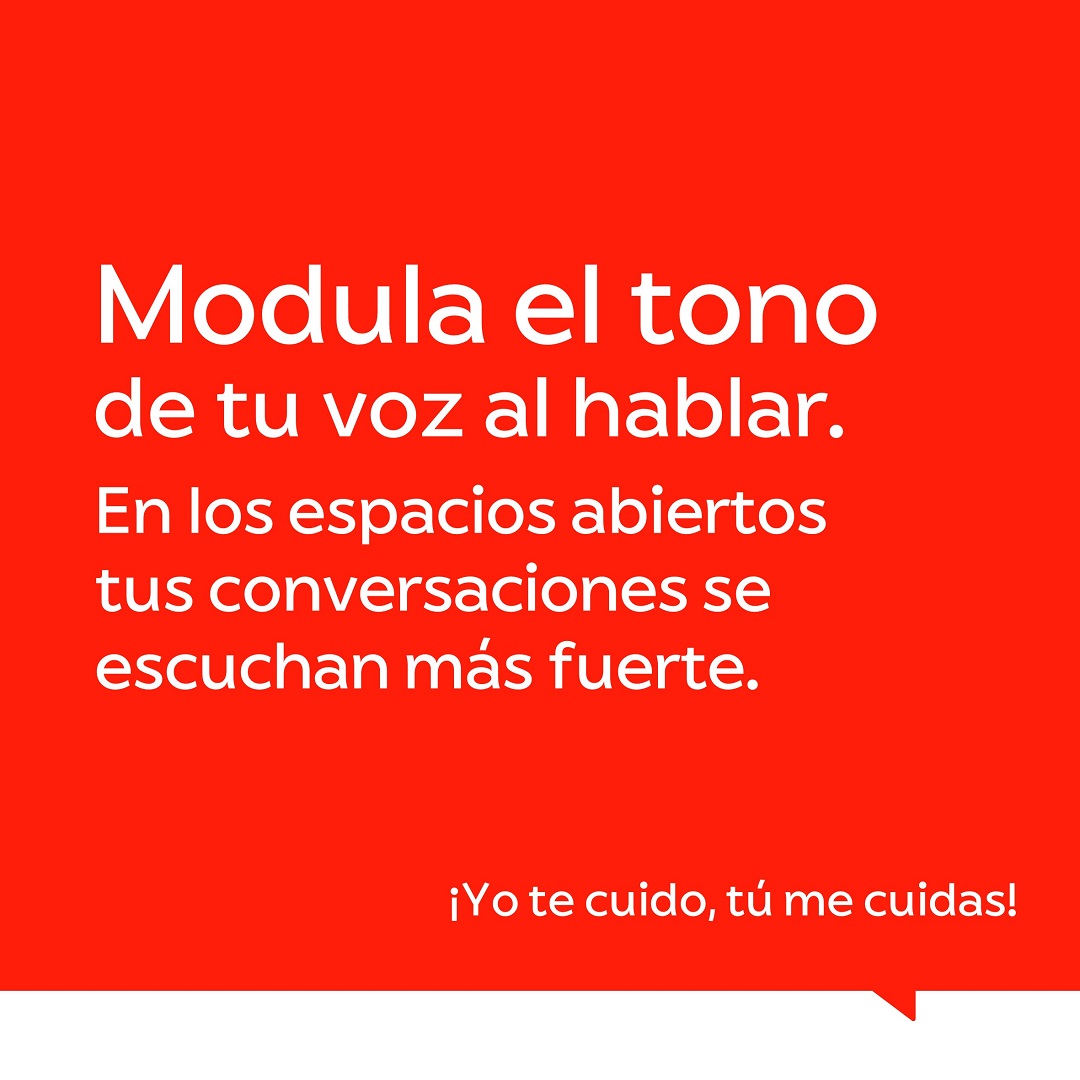 Modula el tono
de tu voz al hablar.
En los espacios abiertos
tus conversaciones se
escuchan más fuerte.
¡Yo te cuido, tú me cuidas!